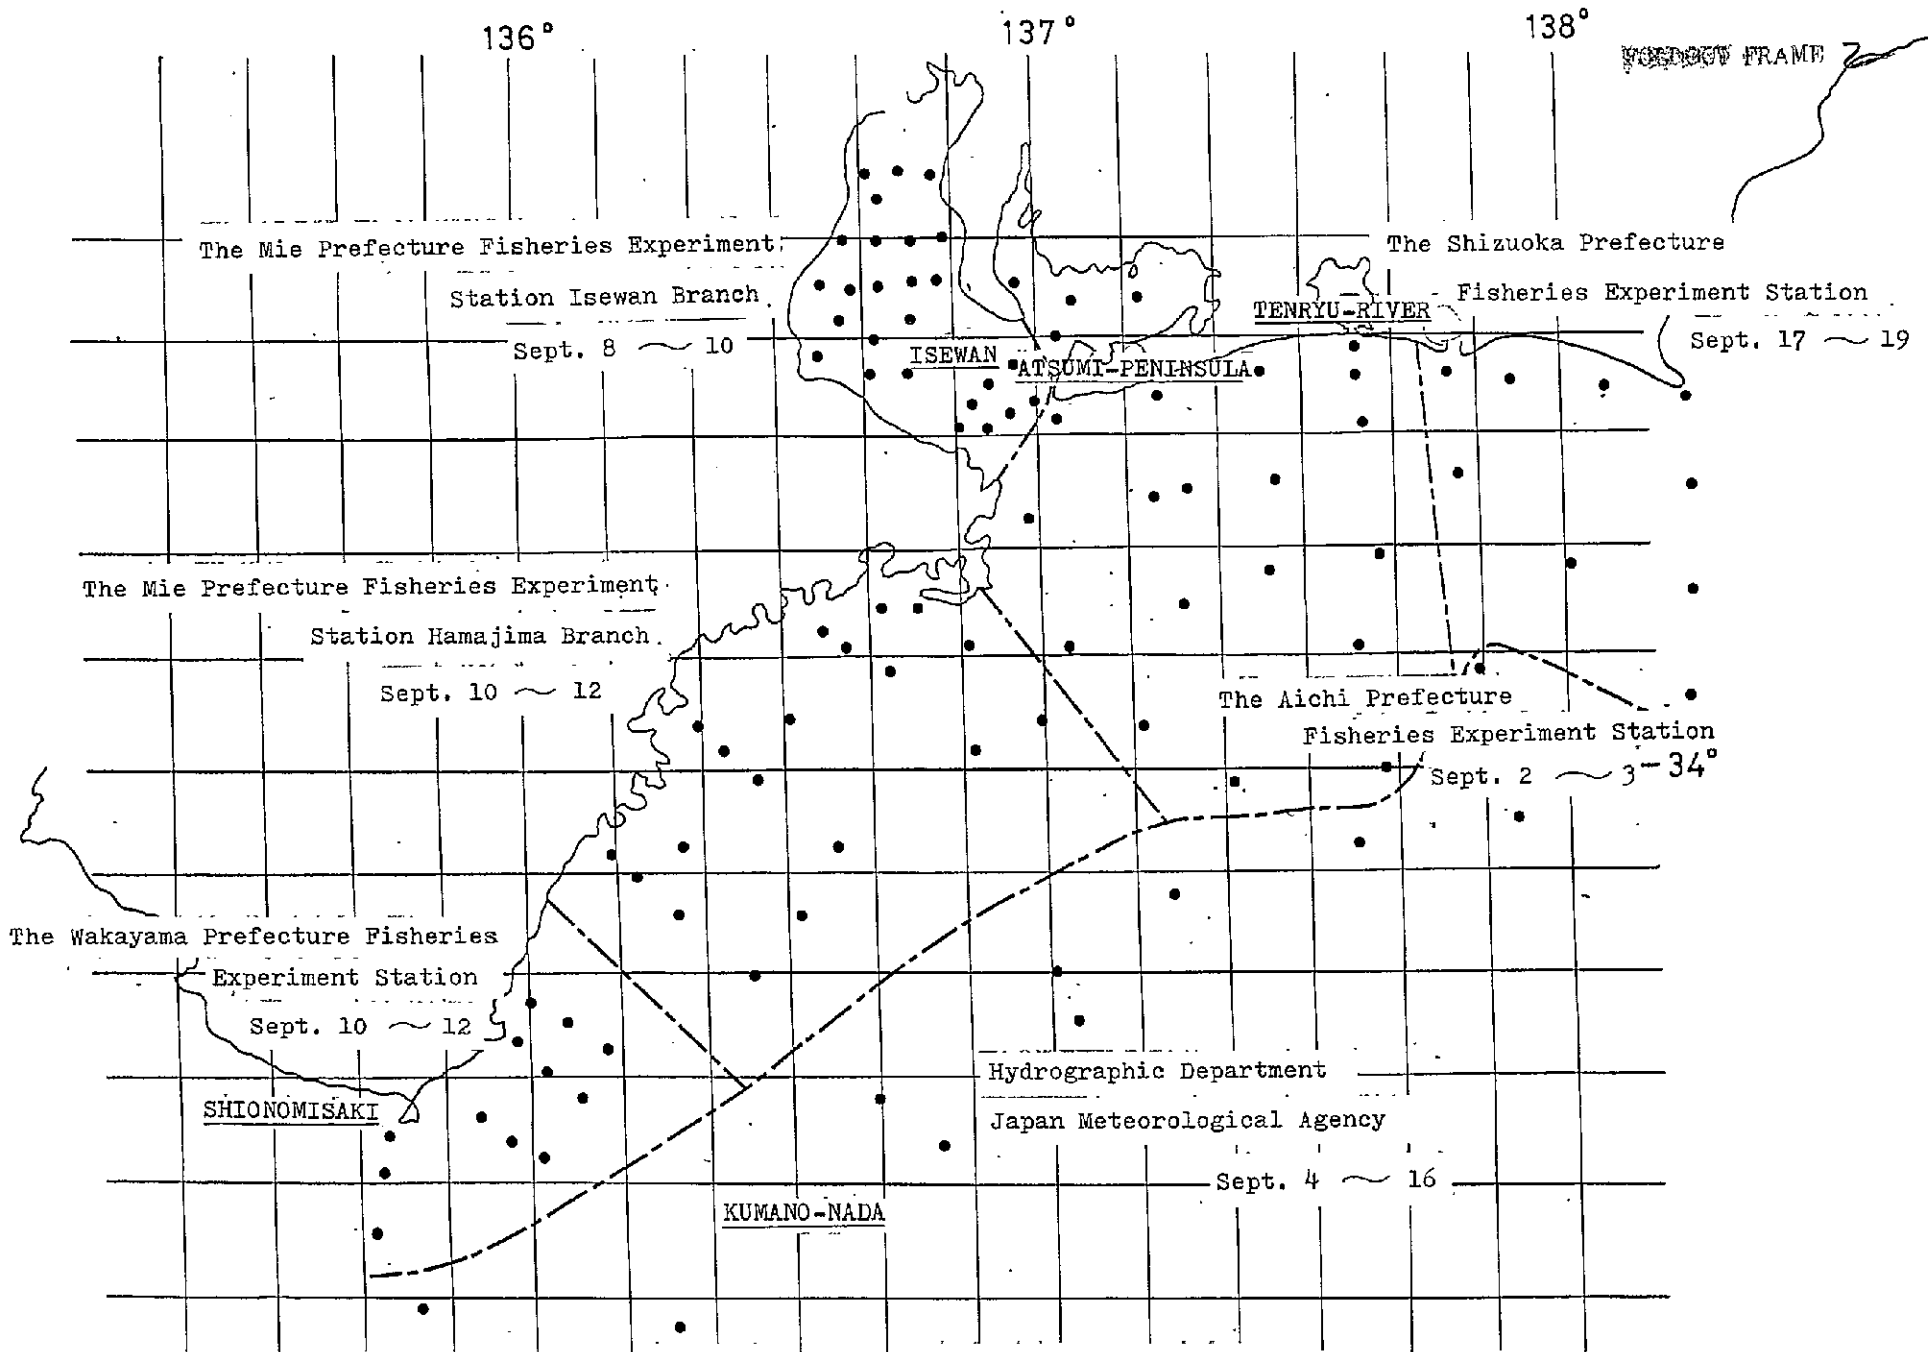 136°
137°
138°
FRAME 2
The Mie Prefecture Fisheries Experiment
Station Isewan Branch
Sept. 8 ~ 10
The Shizuoka Prefecture
Fisheries Experiment Station
Sept. 17 ~ 19
TENRYU-RIVER
ISEWAN
ATSUMI-PENINSULA
The Mie Prefecture Fisheries Experiment
Station Hamajima Branch
Sept. 10 ~ 12
The Aichi Prefecture
Fisheries Experiment Station
Sept. 2 ~ 3
34°
The Wakayama Prefecture Fisheries
Experiment Station
Sept. 10 ~ 12
SHIONOMISAKI
Hydrographic Department
Japan Meteorological Agency
Sept. 4 ~ 16
KUMANO-NADA